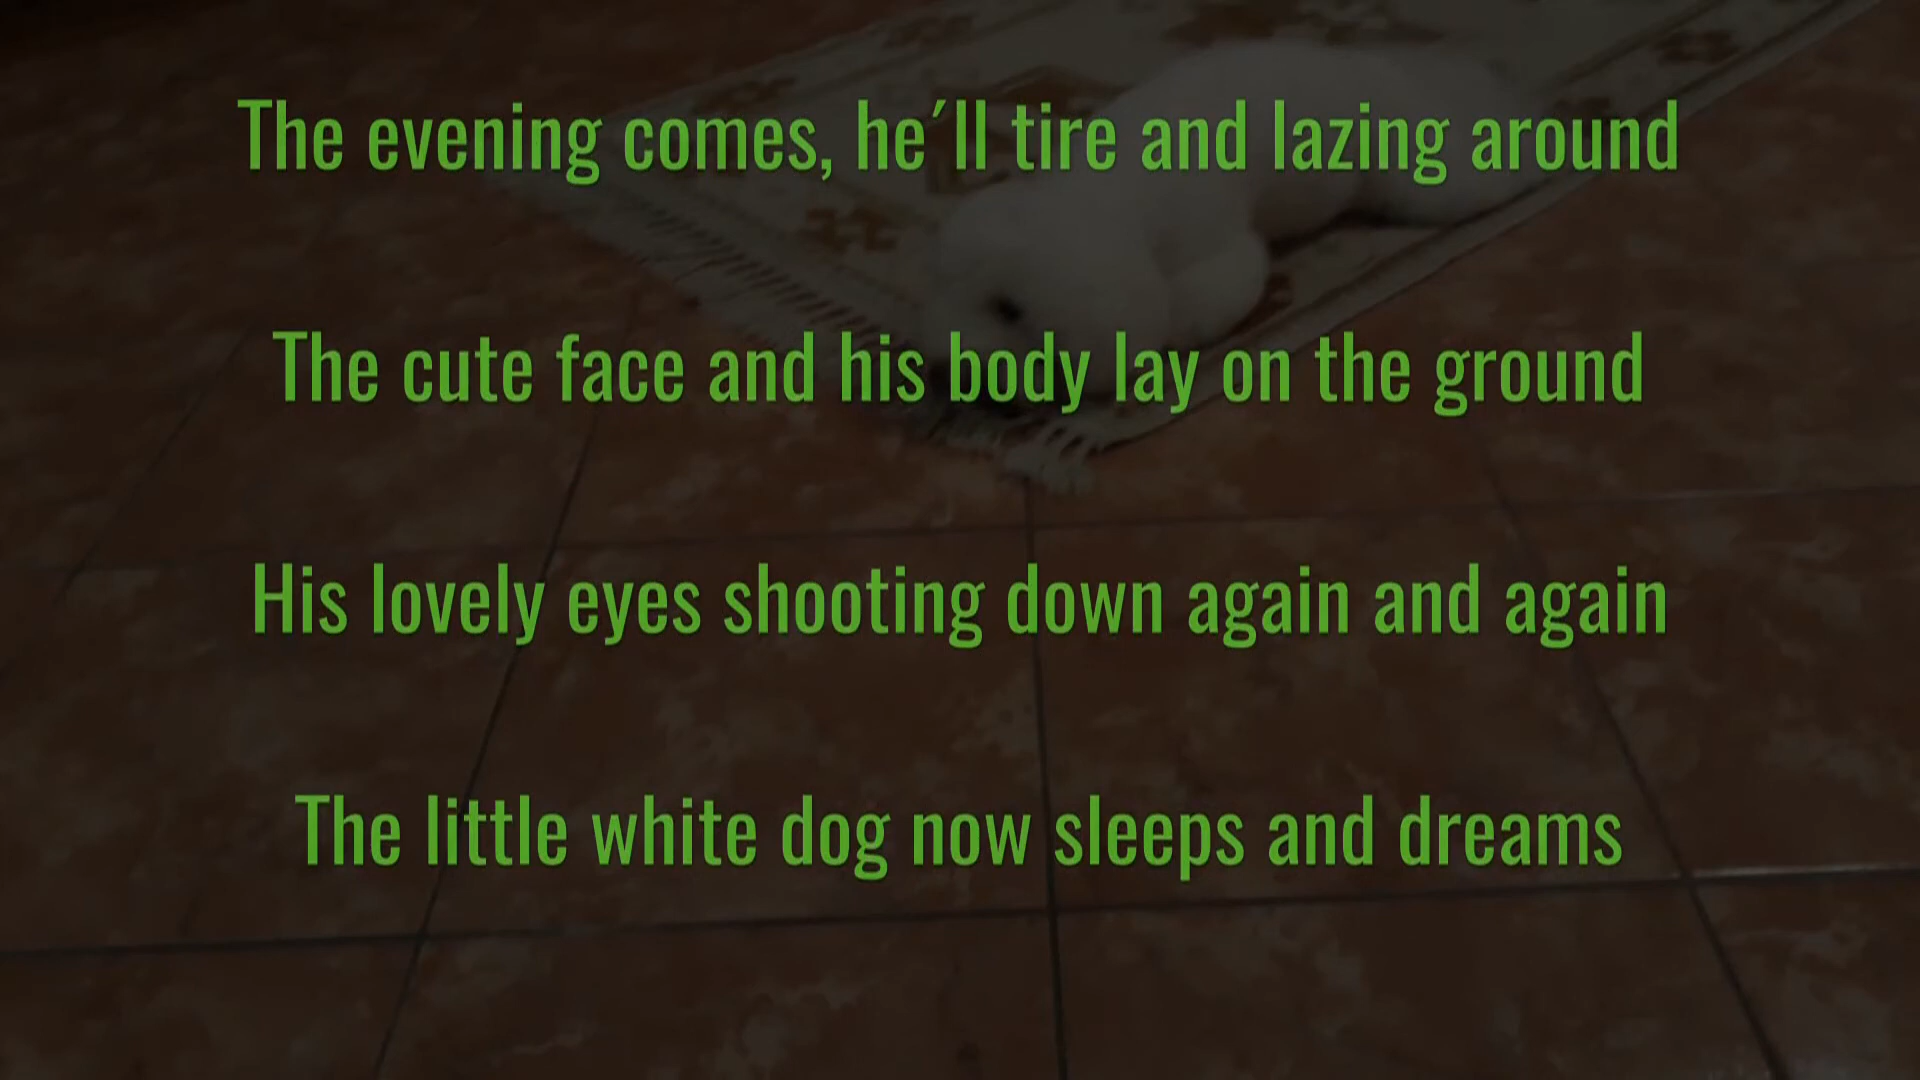 The evening comes, he´ll tire and lazing around
The cute face and his body lay on the ground
His lovely eyes shooting down again and again
The little white dog now sleeps and dreams